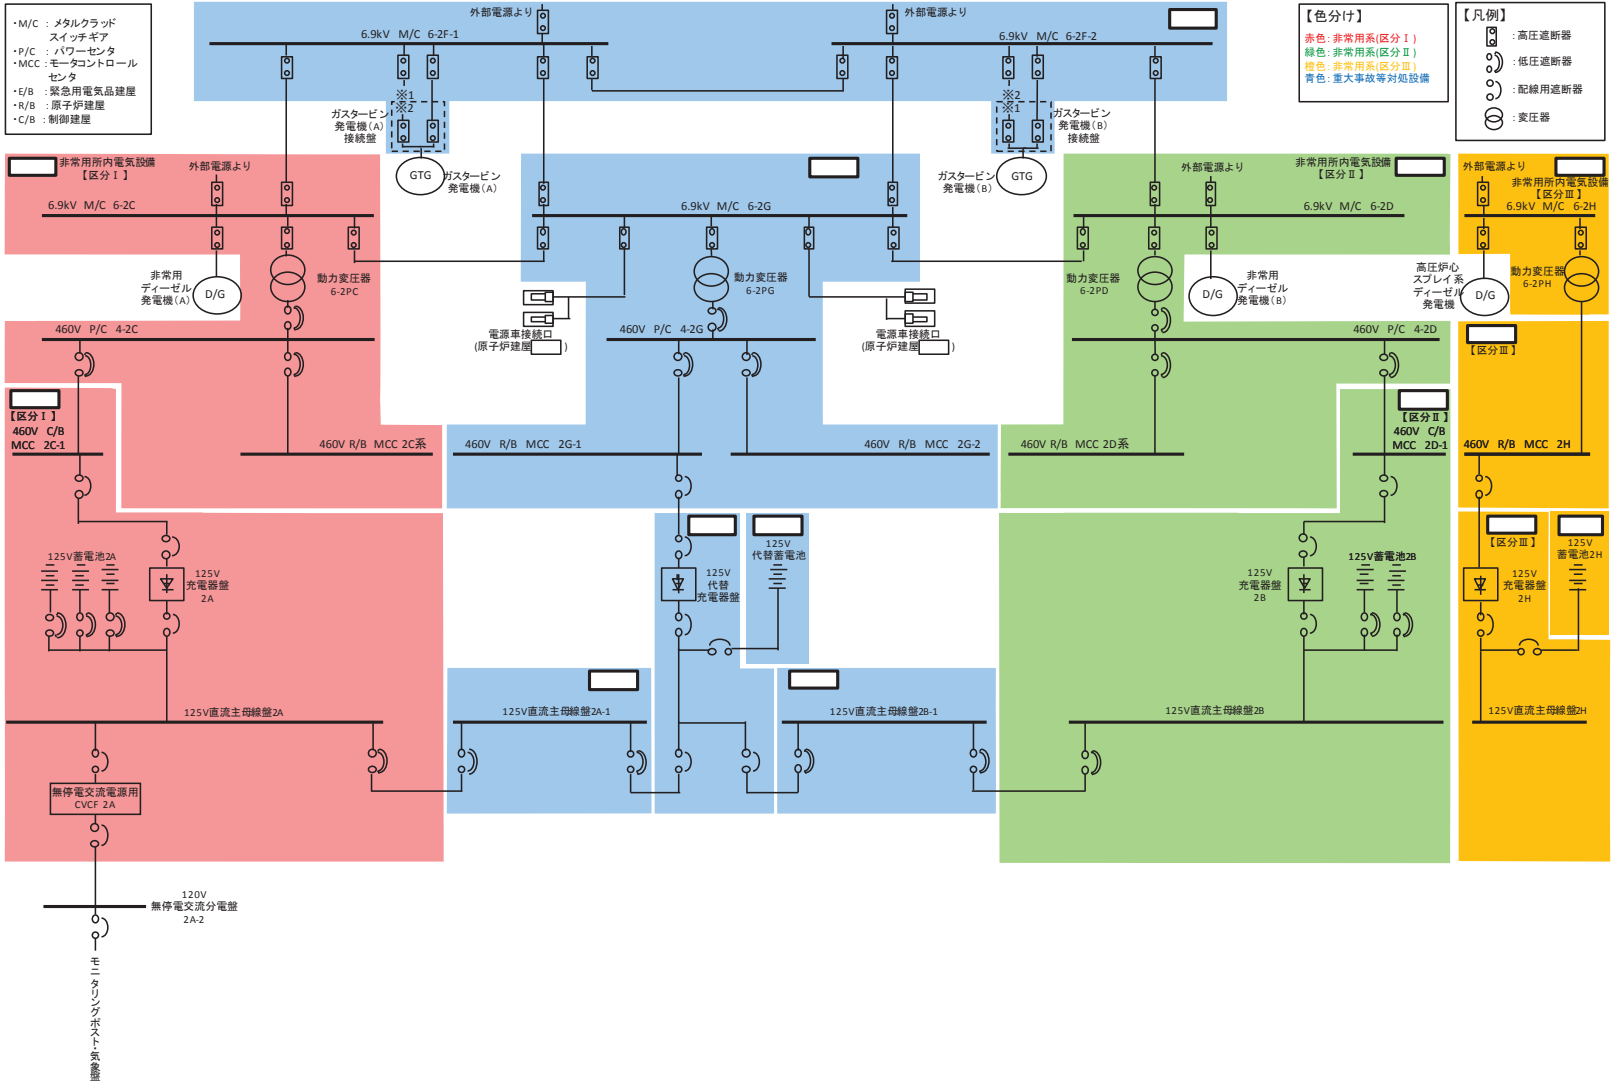 ・M/C ： メタルクラッド
スイッチギア
・P/C ： パワーセンタ
・MCC ：モータコントロール
センタ
・E/B ：緊急用電気品建屋
・R/B ：原子炉建屋
・C/B ：制御建屋
外部電源より
6.9kV M/C 6-2F-1
外部電源より
6.9kV M/C 6-2F-2
【色分け】
赤色：非常用系(区分Ⅰ)
緑色：非常用系(区分Ⅱ)
橙色：非常用系(区分Ⅲ)
青色：重大事故等対処設備
【凡例】
：高圧遮断器
：低圧遮断器
：配線用遮断器
：変圧器
※1
※2
ガスタービン
発電機(A)
接続盤
GTG
ガスタービン
発電機(A)
※2
※1
ガスタービン
発電機(B)
接続盤
GTG
ガスタービン
発電機(B)
非常用所内電気設備
【区分Ⅰ】
外部電源より
6.9kV M/C 6-2C
非常用
ディーゼル
発電機(A)
D/G
動力変圧器
6-2PC
460V P/C 4-2C
6.9kV M/C 6-2G
動力変圧器
6-2PG
電源車接続口
(原子炉建屋 )
460V P/C 4-2G
電源車接続口
(原子炉建屋 )
外部電源より
非常用所内電気設備
【区分Ⅱ】
6.9kV M/C 6-2D
動力変圧器
6-2PD
D/G
非常用
ディーゼル
発電機(B)
460V P/C 4-2D
外部電源より
非常用所内電気設備
【区分Ⅲ】
6.9kV M/C 6-2H
高圧炉心
スプレイ系
ディーゼル
発電機
D/G
動力変圧器
6-2PH
【区分Ⅲ】
【区分Ⅰ】
460V C/B
MCC 2C-1
460V R/B MCC 2C系
460V R/B MCC 2G-1
460V R/B MCC 2G-2
460V R/B MCC 2D系
【区分Ⅱ】
460V C/B
MCC 2D-1
460V R/B MCC 2H
125V蓄電池2A
125V
充電器盤
2A
125V
代替
充電器盤
125V
代替蓄電池
125V
充電器盤
2B
125V蓄電池2B
【区分Ⅲ】
125V
充電器盤
2H
125V
蓄電池2H
125V直流主母線盤2A
125V直流主母線盤2A-1
125V直流主母線盤2B-1
125V直流主母線盤2B
125V直流主母線盤2H
無停電交流電源用
CVCF 2A
120V
無停電交流分電盤
2A-2
モニタリングポスト・気象盤